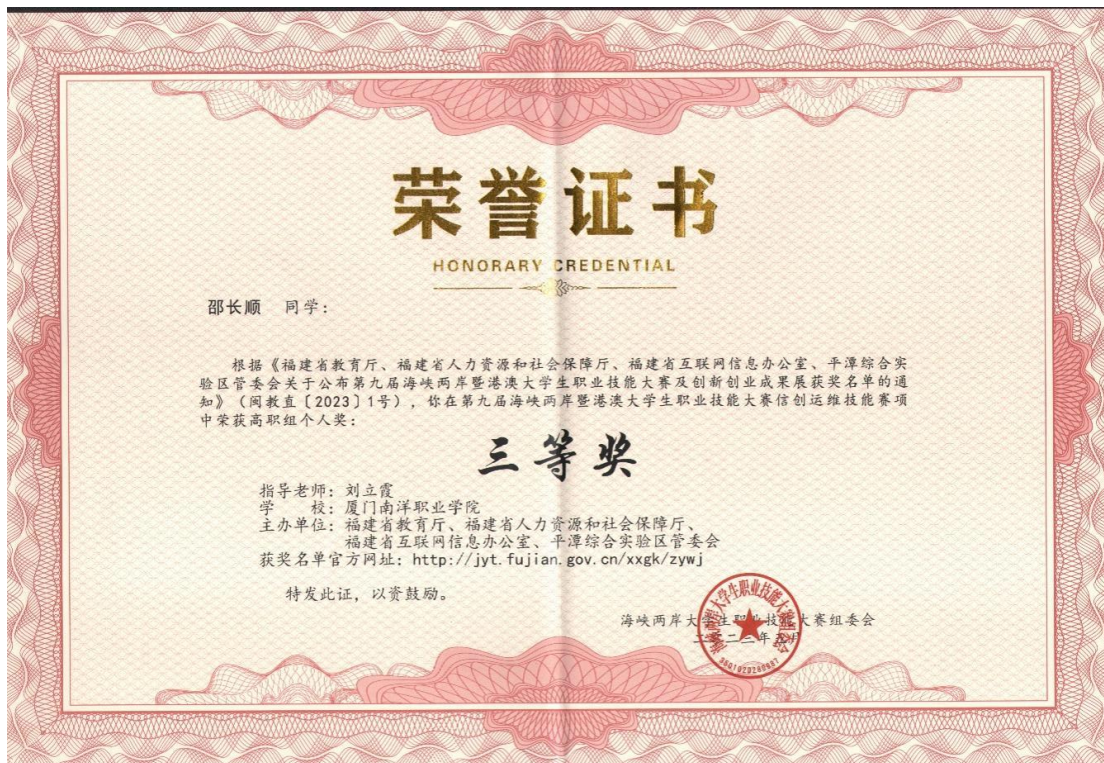 荣誉证书
HONORARY CREDENTIAL
邵长顺 同学：
根据《福建省教育厅、福建省人力资源和社会保障厅、福建省互联网信息办公室、平潭综合实
验区管委会关于公布第九届海峡两岸暨港澳大学生职业技能大赛及创新创业成果展获奖名单的通
知》（闽教直〔2023〕1号），你在第九届海峡两岸暨港澳大学生职业技能大赛信创运维技能赛项
中荣获高职组个人奖：
三等奖
指导老师：刘立霞
学 校：厦门南洋职业学院
主办单位：福建省教育厅、福建省人力资源和社会保障厅、
福建省互联网信息办公室、平潭综合实验区管委会
获奖名单官方网址：http://jyt.fujian.gov.cn/xxgk/zywj
特发此证，以资鼓励。
海峡两岸大学生职业技能大赛组委会